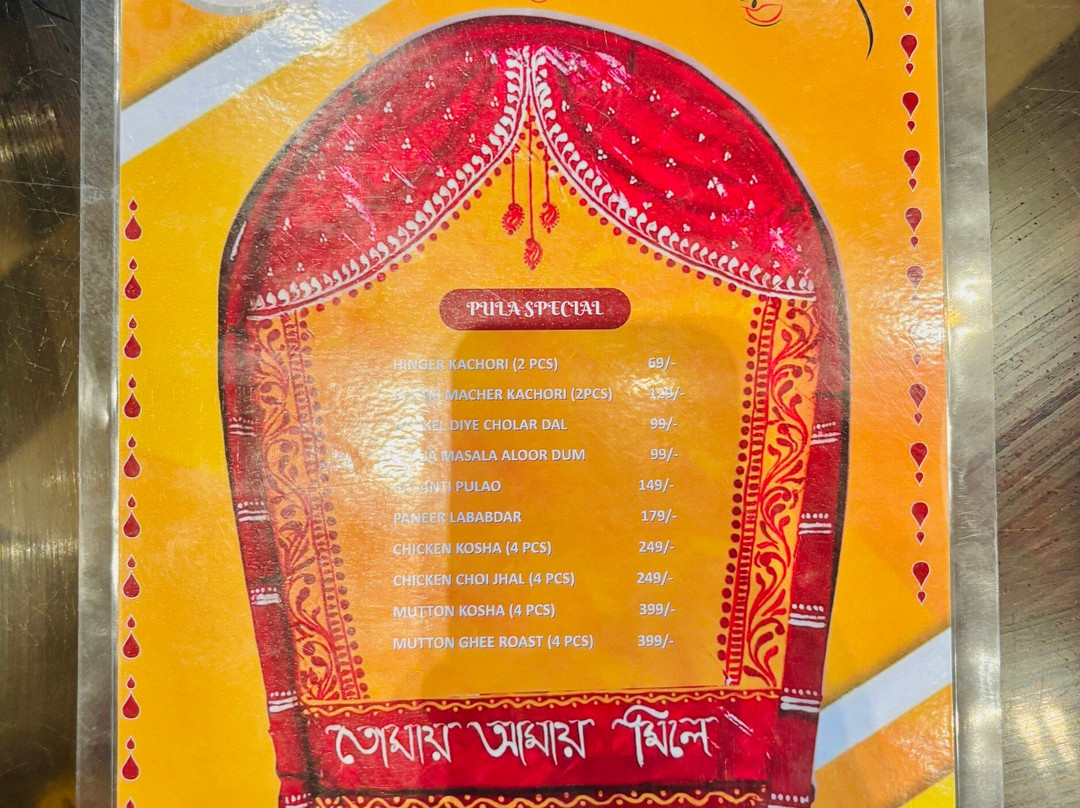 PULA SPECIAL
HINGER KACHORI (2 PCS) 69/-
MACHER KACHORI (2PCS) 129/-
DIYE CHOLAR DAL 99/-
MASALA ALOOR DUM 99/-
PULAO 149/-
PANEER LABABDAR 179/-
CHICKEN KOSHA (4 PCS) 249/-
CHICKEN CHOI JHAL (4 PCS) 249/-
MUTTON KOSHA (4 PCS) 399/-
MUTTON GHEE ROAST (4 PCS) 399/-
তোমায় আমায় মিলে